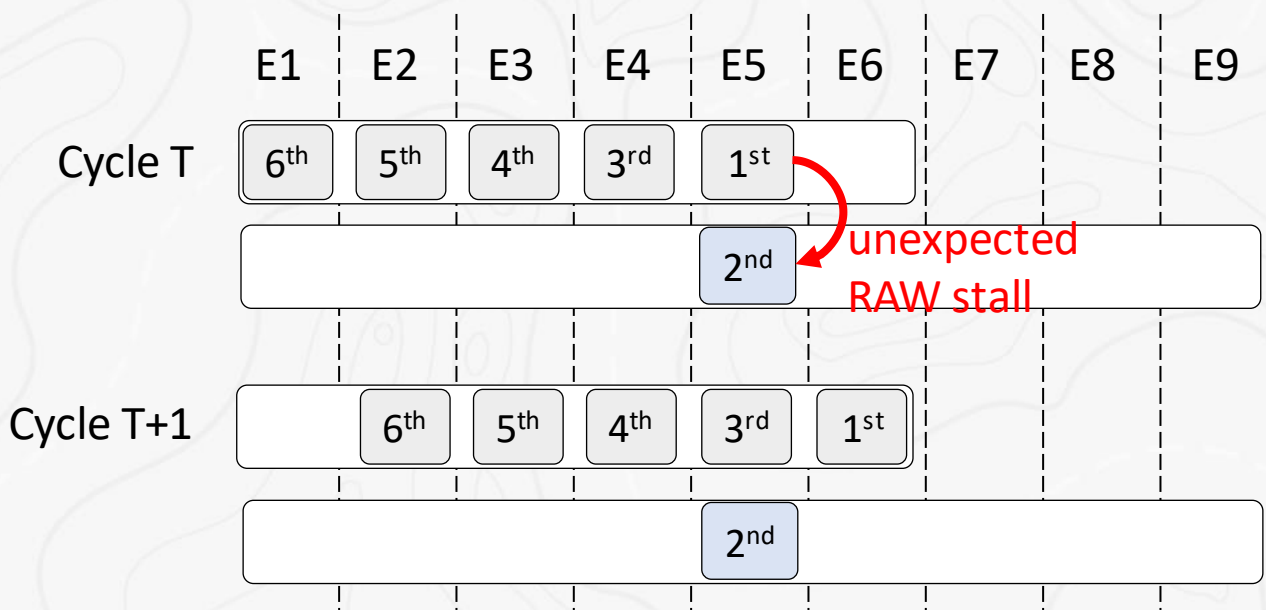 E1 E2 E3 E4 E5 E6 E7 E8 E9
Cycle T 6th 5th 4th 3rd 1st
2nd unexpected
RAW stall
Cycle T+1 6th 5th 4th 3rd 1st
2nd